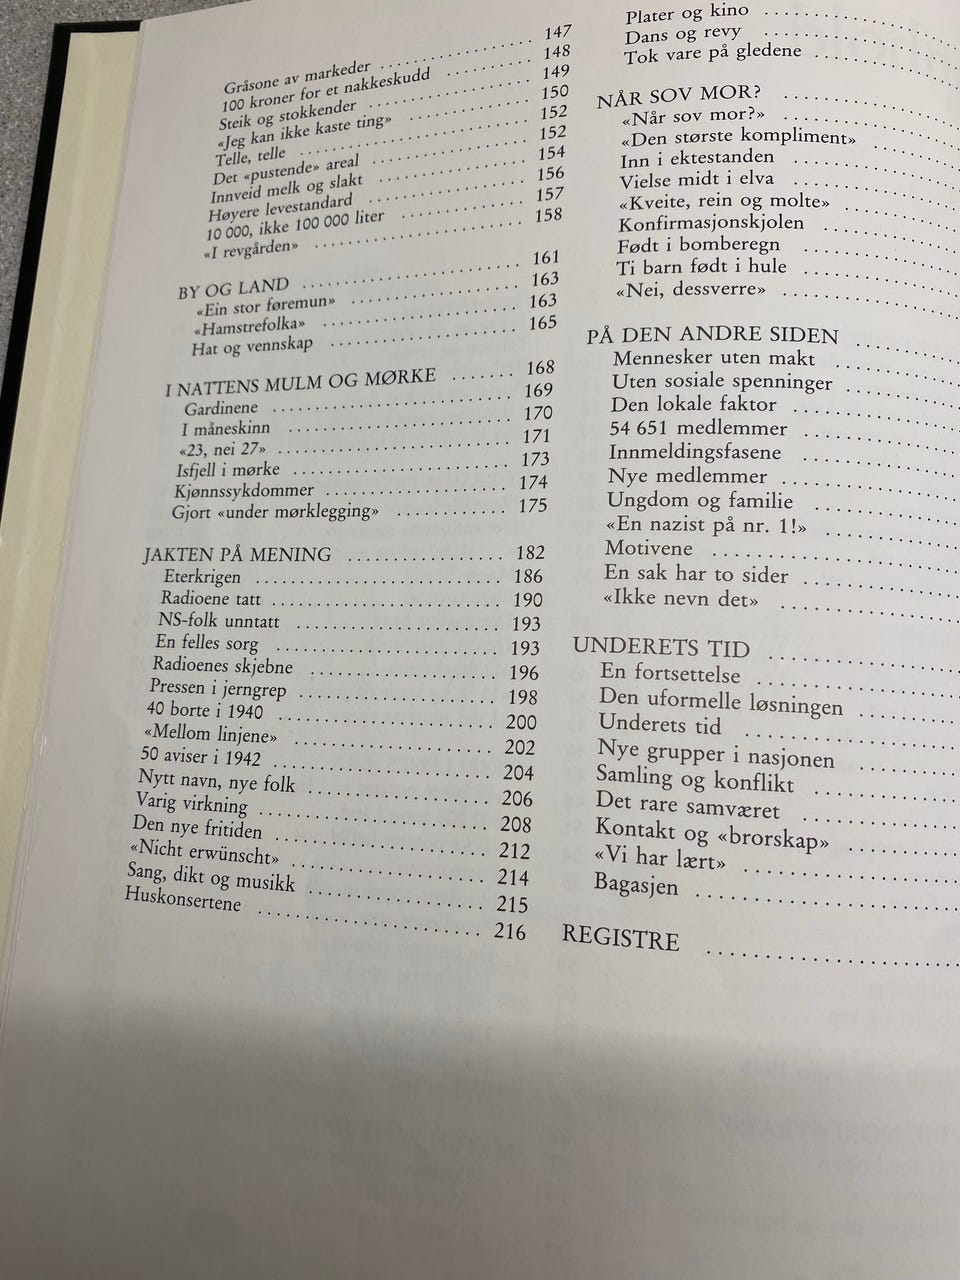 Gråsone av markeder ........ 147
100 kroner for et nakkeskudd ........ 148
Steik og stokkender ........ 149
«Jeg kan ikke kaste ting» ........ 150
Telle, telle ........ 152
Det «pustende» areal ........ 152
Innveid melk og slakt ........ 154
Høyere levestandard ........ 156
10 000, ikke 100 000 liter ........ 157
«I revgården» ........ 158
BY OG LAND ........ 161
«Ein stor føremun» ........ 163
«Hamstrefolka» ........ 163
Hat og vennskap ........ 165
I NATTENS MULM OG MØRKE ........ 168
Gardinene ........ 169
I måneskinn ........ 170
«23, nei 27» ........ 171
Isfjell i mørke ........ 173
Kjønnssykdommer ........ 174
Gjort «under mørklegging» ........ 175
JAKTEN PÅ MENING ........ 182
Eterkrigen ........ 186
Radioene tatt ........ 190
NS-folk unntatt ........ 193
En felles sorg ........ 193
Radioenes skjebne ........ 196
Pressen i jerngrep ........ 198
40 borte i 1940 ........ 200
«Mellom linjene» ........ 202
50 aviser i 1942 ........ 204
Nytt navn, nye folk ........ 206
Varig virkning ........ 208
Den nye fritiden ........ 212
«Nicht erwünscht» ........ 214
Sang, dikt og musikk ........ 215
Huskonsertene ........ 216
Plater og kino ........
Dans og revy ........
Tok vare på gledene ........
NÅR SOV MOR? ........
«Når sov mor?» ........
«Den største kompliment» ........
Inn i ektestanden ........
Vielse midt i elva ........
«Kveite, rein og molte» ........
Konfirmasjonskjolen ........
Født i bomberegn ........
Ti barn født i hule ........
«Nei, dessverre» ........
PÅ DEN ANDRE SIDEN ........
Mennesker uten makt ........
Uten sosiale spenninger ........
Den lokale faktor ........
54 651 medlemmer ........
Innmeldingsfasene ........
Nye medlemmer ........
Ungdom og familie ........
«En nazist på nr. 1!» ........
Motivene ........
En sak har to sider ........
«Ikke nevn det» ........
UNDERETS TID ........
En fortsettelse ........
Den uformelle løsningen ........
Underets tid ........
Nye grupper i nasjonen ........
Samling og konflikt ........
Det rare samværet ........
Kontakt og «brorskap» ........
«Vi har lært» ........
Bagasjen ........
REGISTRE ........